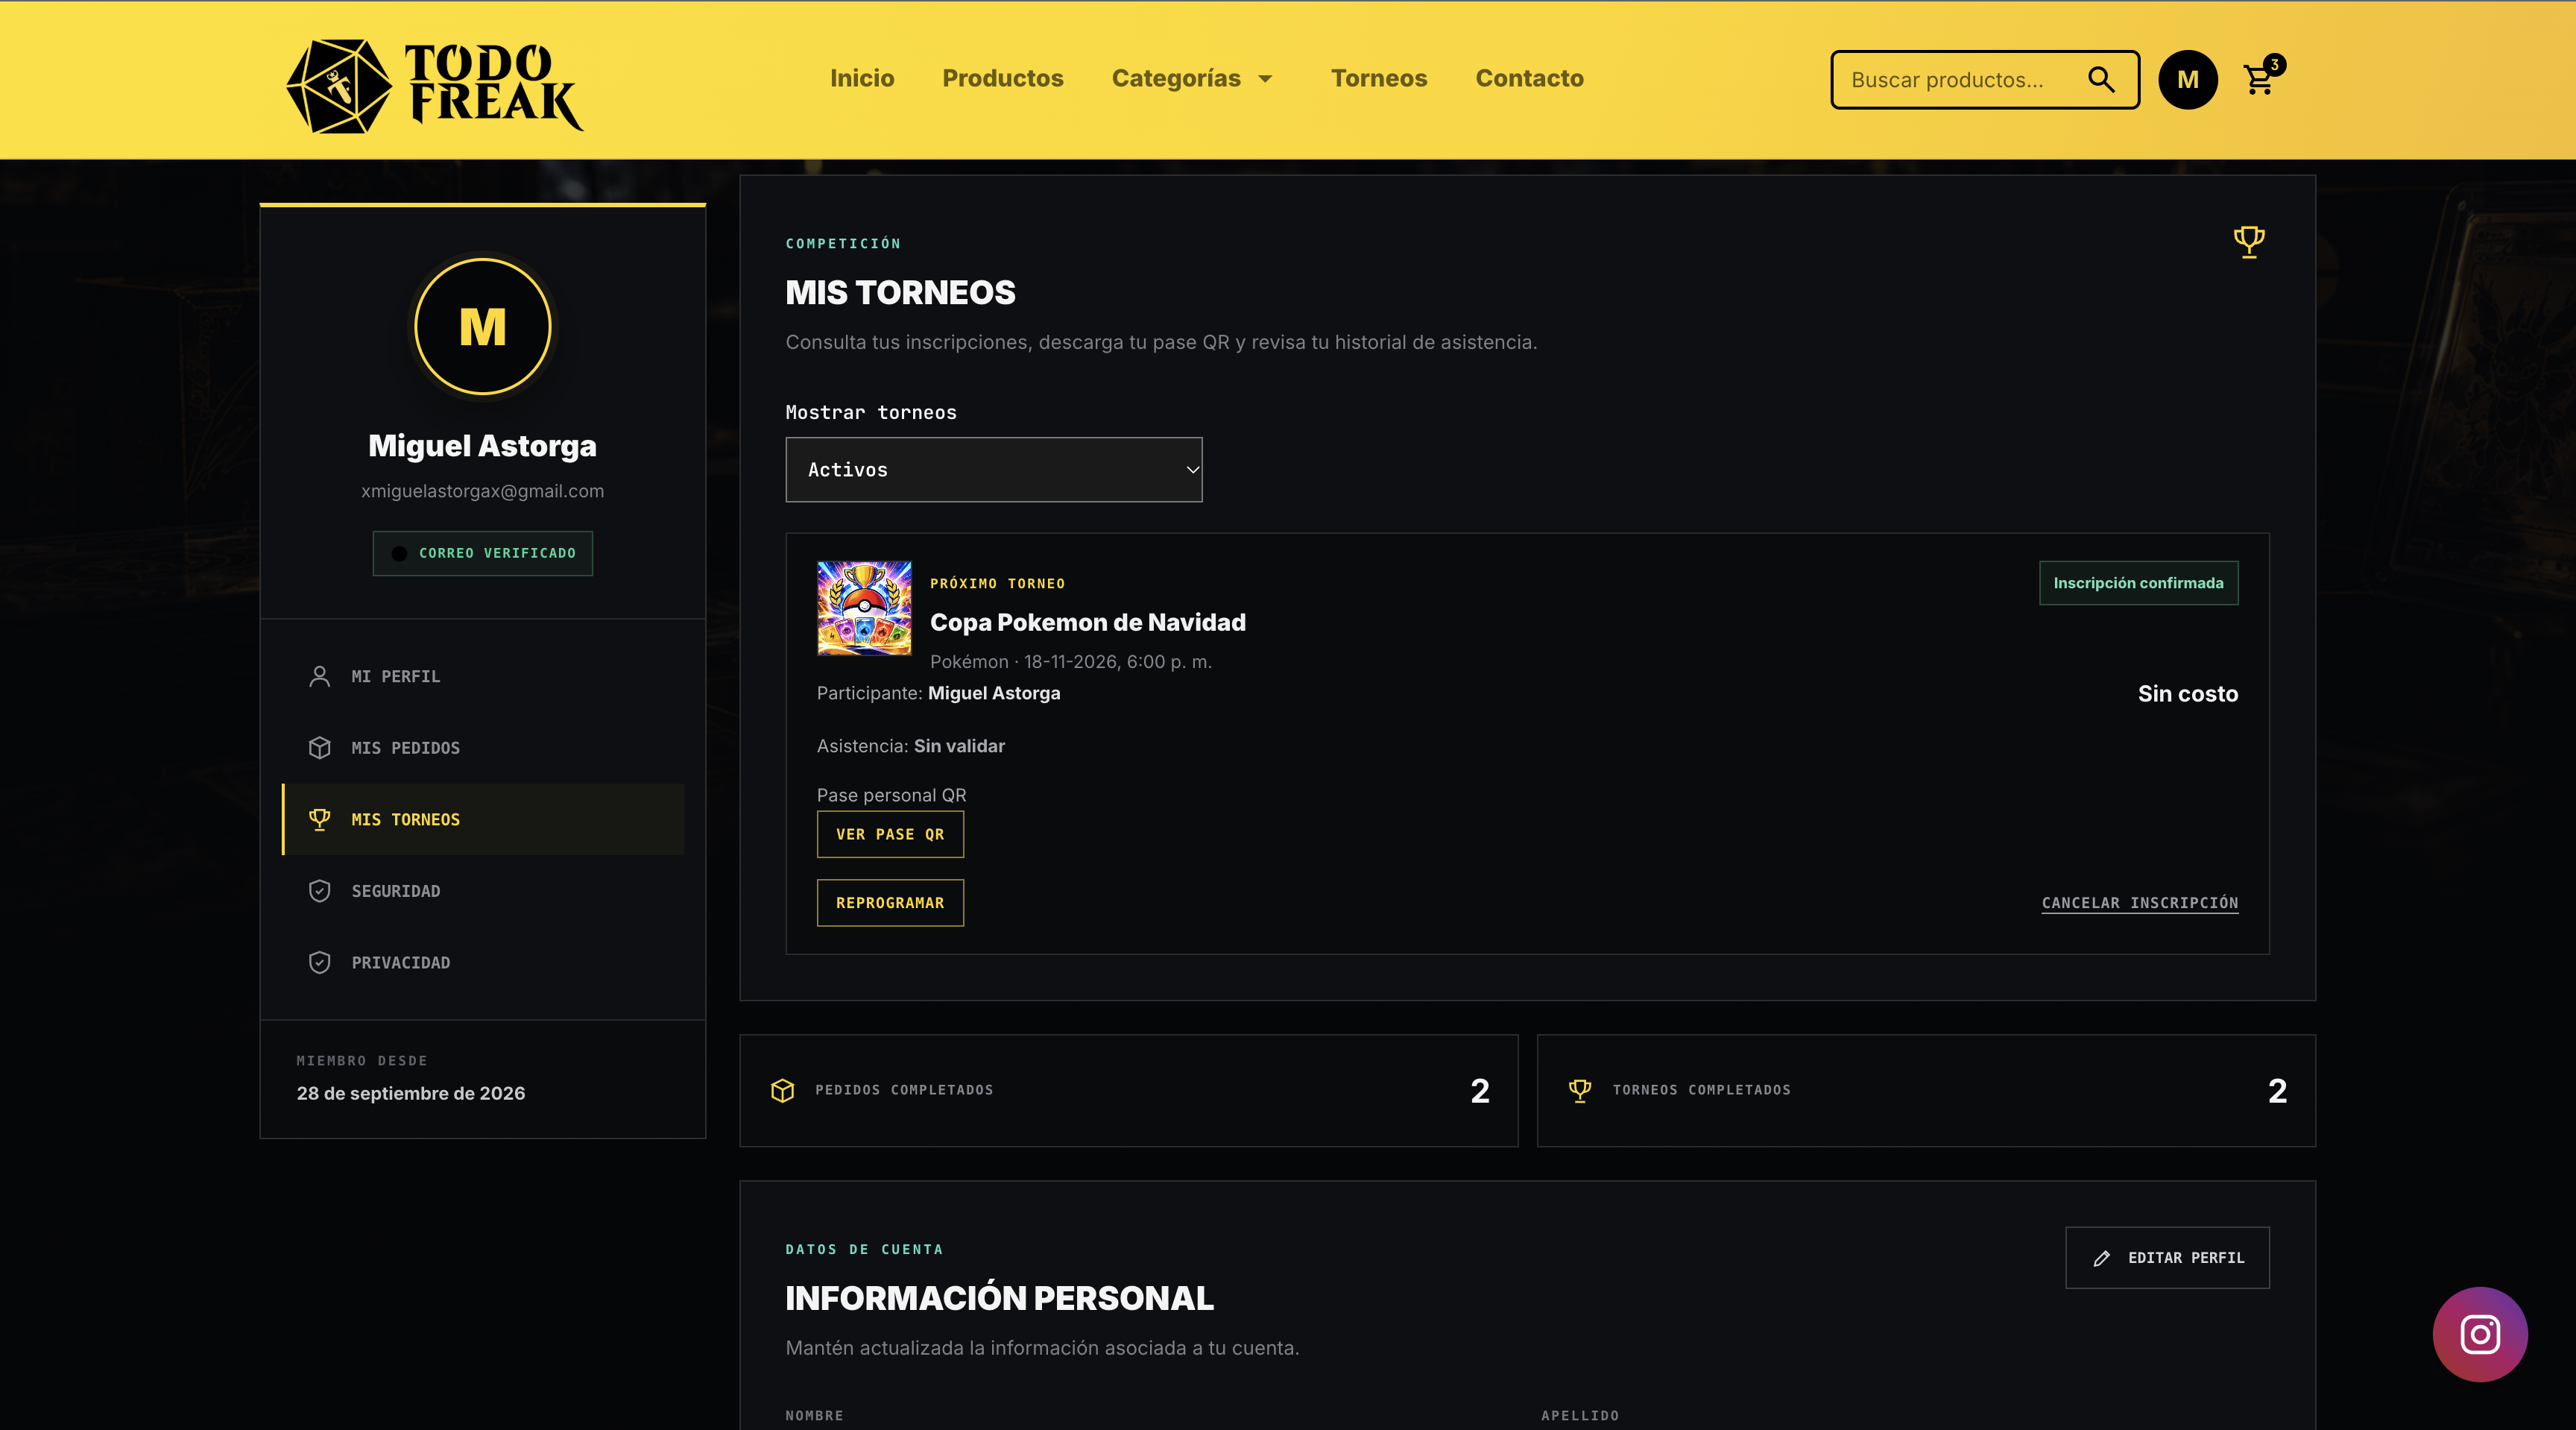 TODO FREAK
Inicio
Productos
Categorías
Torneos
Contacto
Buscar productos...
M
3
M
Miguel Astorga
xmiguelastorgax@gmail.com
CORREO VERIFICADO
MI PERFIL
MIS PEDIDOS
MIS TORNEOS
SEGURIDAD
PRIVACIDAD
MIEMBRO DESDE
28 de septiembre de 2026
COMPETICIÓN
MIS TORNEOS
Consulta tus inscripciones, descarga tu pase QR y revisa tu historial de asistencia.
Mostrar torneos
Activos
PRÓXIMO TORNEO
Inscripción confirmada
Copa Pokemon de Navidad
Pokémon · 18-11-2026, 6:00 p. m.
Participante: Miguel Astorga
Sin costo
Asistencia: Sin validar
Pase personal QR
VER PASE QR
REPROGRAMAR
CANCELAR INSCRIPCIÓN
PEDIDOS COMPLETADOS
2
TORNEOS COMPLETADOS
2
DATOS DE CUENTA
EDITAR PERFIL
INFORMACIÓN PERSONAL
Mantén actualizada la información asociada a tu cuenta.
NOMBRE
APELLIDO